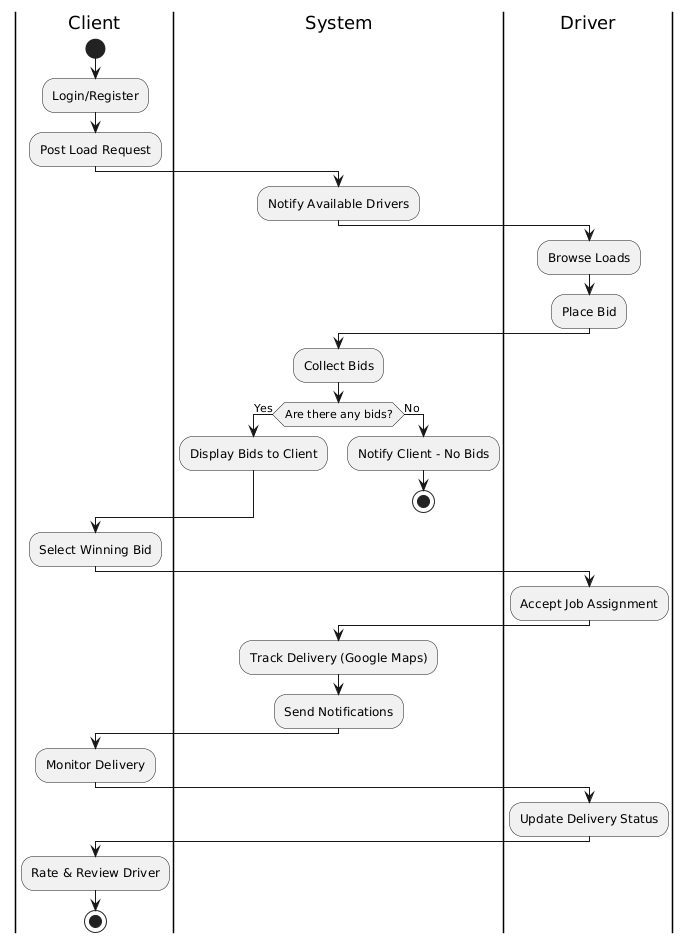 Client
System
Driver
Login/Register
Post Load Request
Notify Available Drivers
Browse Loads
Place Bid
Collect Bids
Yes
Are there any bids?
No
Display Bids to Client
Notify Client - No Bids
Select Winning Bid
Accept Job Assignment
Track Delivery (Google Maps)
Send Notifications
Monitor Delivery
Update Delivery Status
Rate & Review Driver